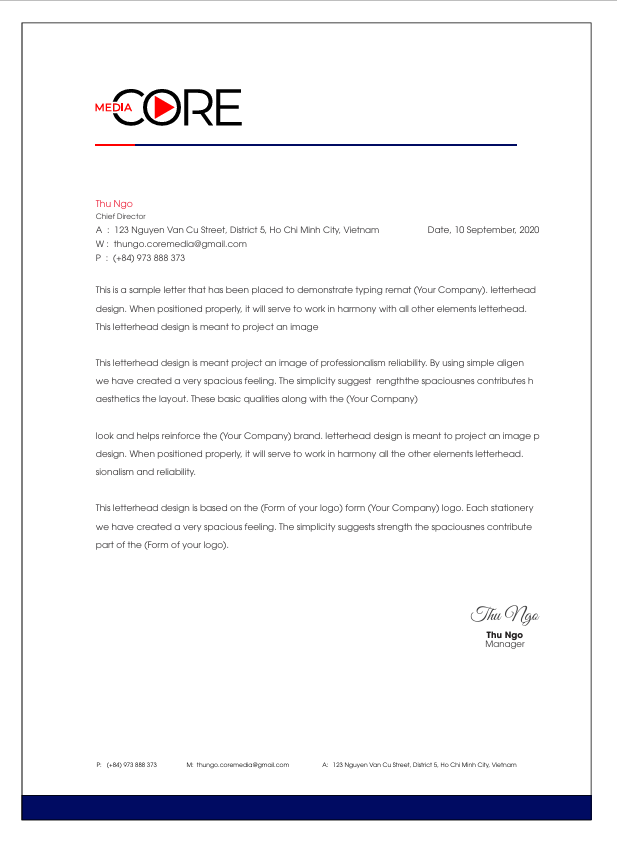 MEDIA CORE
Thu Ngo
Chief Director
A : 123 Nguyen Van Cu Street, District 5, Ho Chi Minh City, Vietnam Date, 10 September, 2020
W : thungo.coremedia@gmail.com
P : (+84) 973 888 373
This is a sample letter that has been placed to demonstrate typing remat (Your Company). letterhead
design. When positioned properly, it will serve to work in harmony with all other elements letterhead.
This letterhead design is meant to project an image
This letterhead design is meant project an image of professionalism reliability. By using simple aligen
we have created a very spacious feeling. The simplicity suggest rengththe spaciousnes contributes h
aesthetics the layout. These basic qualities along with the (Your Company)
look and helps reinforce the (Your Company) brand. letterhead design is meant to project an image p
design. When positioned properly, it will serve to work in harmony all the other elements letterhead.
sionalism and reliability.
This letterhead design is based on the (Form of your logo) form (Your Company) logo. Each stationery
we have created a very spacious feeling. The simplicity suggests strength the spaciousnes contribute
part of the (Form of your logo).
Thu Ngo
Thu Ngo
Manager
P: (+84) 973 888 373 M: thungo.coremedia@gmail.com A: 123 Nguyen Van Cu Street, District 5, Ho Chi Minh City, Vietnam